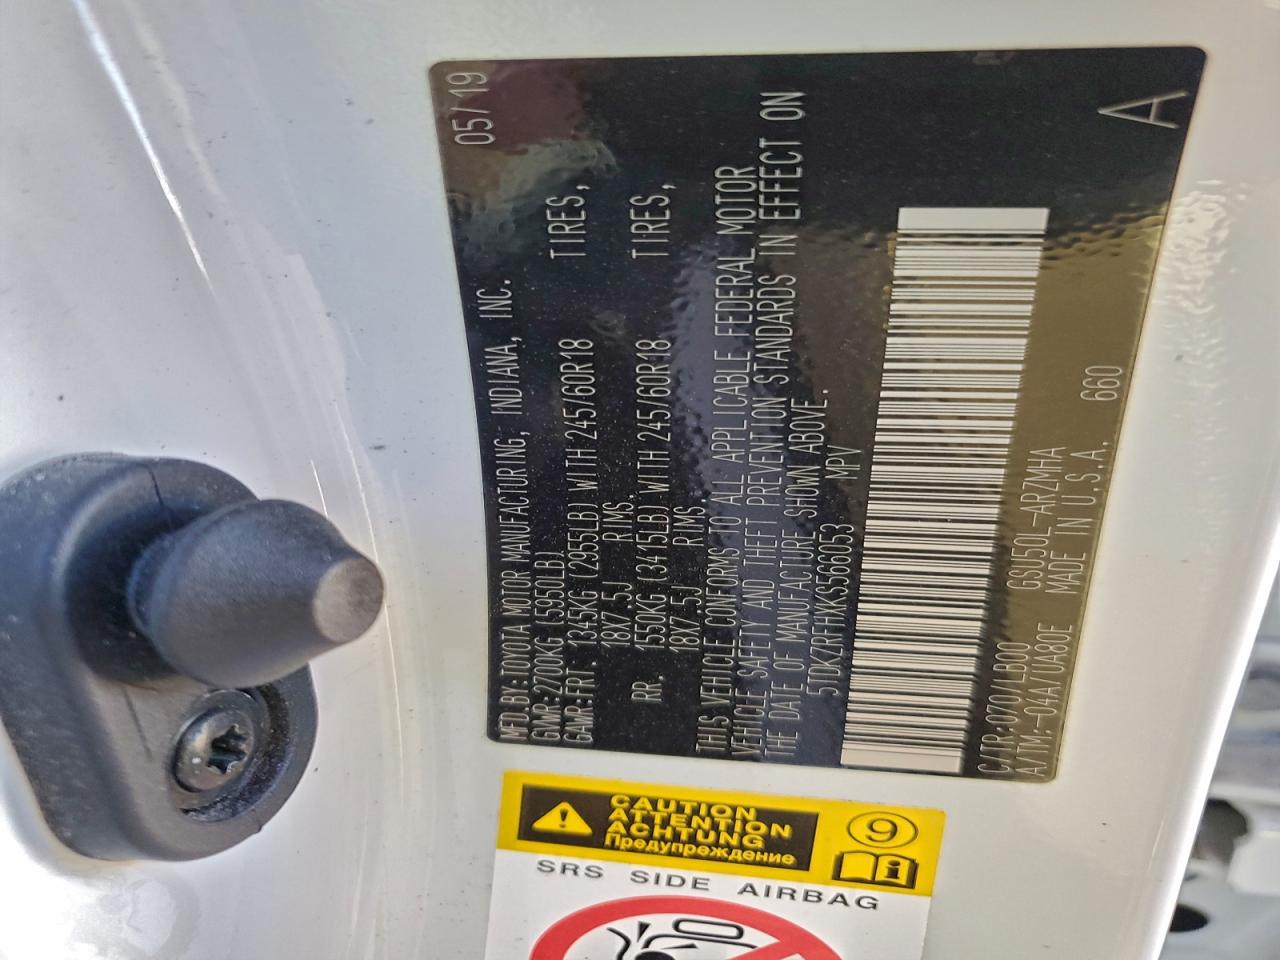 05/19
MFD.BY:TOYOTA MOTOR MANUFACTURING, INDIANA, INC.
GVWR:2700KG(5950LB)
GAWR:FRT. 1345KG (2955LB) WITH 245/60R18 TIRES,
18X7.5J RIMS.
RR. 1550KG (3415LB) WITH 245/60R18 TIRES,
18X7.5J RIMS.
THIS VEHICLE CONFORMS TO ALL APPLICABLE FEDERAL MOTOR
VEHICLE SAFETY AND THEFT PREVENTION STANDARDS IN EFFECT ON
THE DATE OF MANUFACTURE SHOWN ABOVE.
5TDKZRFHXKS566053 MPV
C/TR:070/LB00 GSU50L-ARZMHA
A/TM:-04A/UA80E MADE IN U.S.A. 660
A
CAUTION
ATTENTION
ACHTUNG
Предупреждение
9
i
SRS SIDE AIRBAG